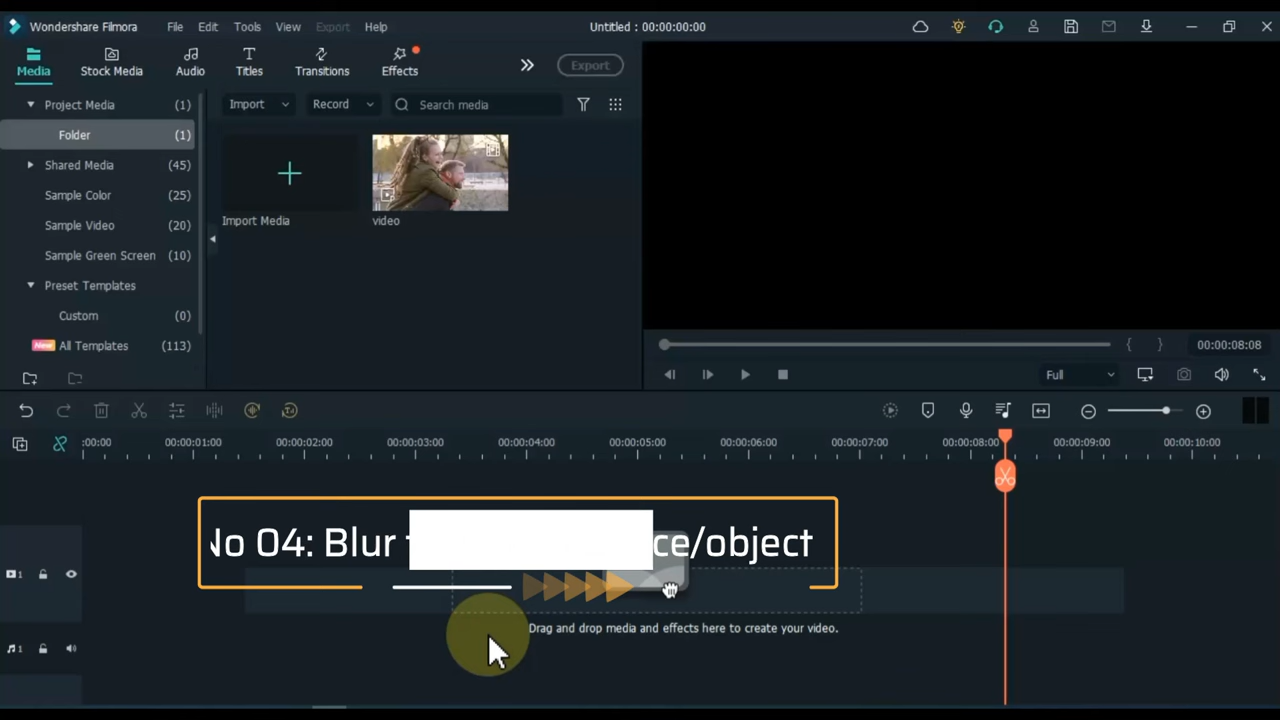 Wondershare Filmora File Edit Tools View Export Help Untitled : 00:00:00:00
Media Stock Media Audio Titles Transitions Effects Export
Project Media (1)
Folder (1)
Shared Media (45)
Sample Color (25)
Sample Video (20)
Sample Green Screen (10)
Preset Templates
Custom (0)
New All Templates (113)
Import Record Search media
Import Media video
{ } 00:00:08:08
Full
:00:00 00:00:01:00 00:00:02:00 00:00:03:00 00:00:04:00 00:00:05:00 00:00:06:00 00:00:07:00 00:00:08:00 00:00:09:00 00:00:10:00
No 04: Blur ce/object
1
Drag and drop media and effects here to create your video.
1